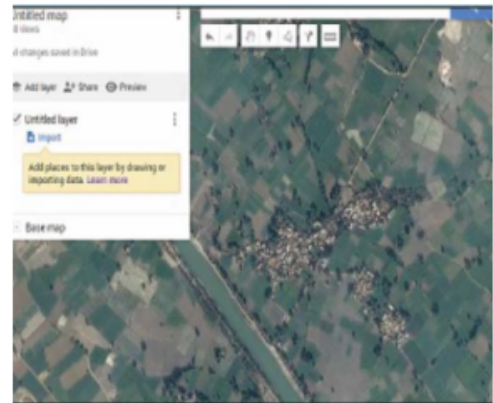 Untitled map
0 views
All changes saved in Drive
Add layer Share Preview
Untitled layer
Import
Add places to this layer by drawing or
importing data. Learn more
Base map